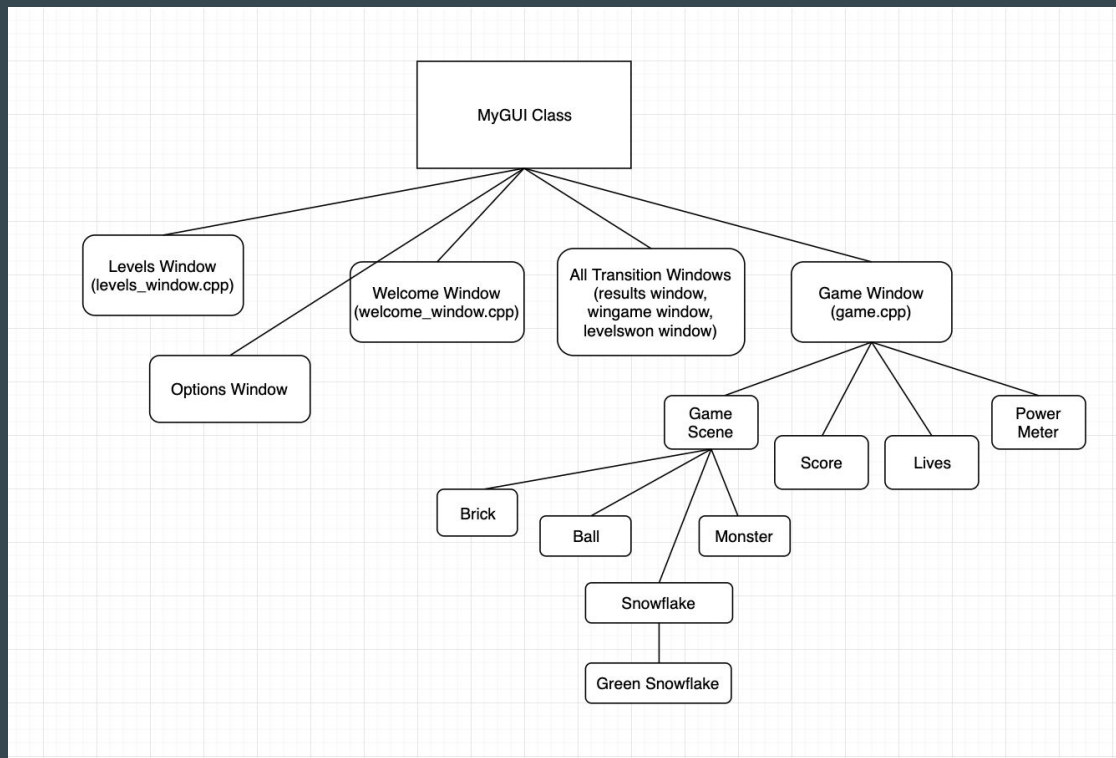 MyGUI Class
Levels Window
(levels_window.cpp)
Welcome Window
(welcome_window.cpp)
All Transition Windows
(results window,
wingame window,
levelswon window)
Game Window
(game.cpp)
Options Window
Game
Scene
Score
Lives
Power
Meter
Brick
Ball
Monster
Snowflake
Green Snowflake